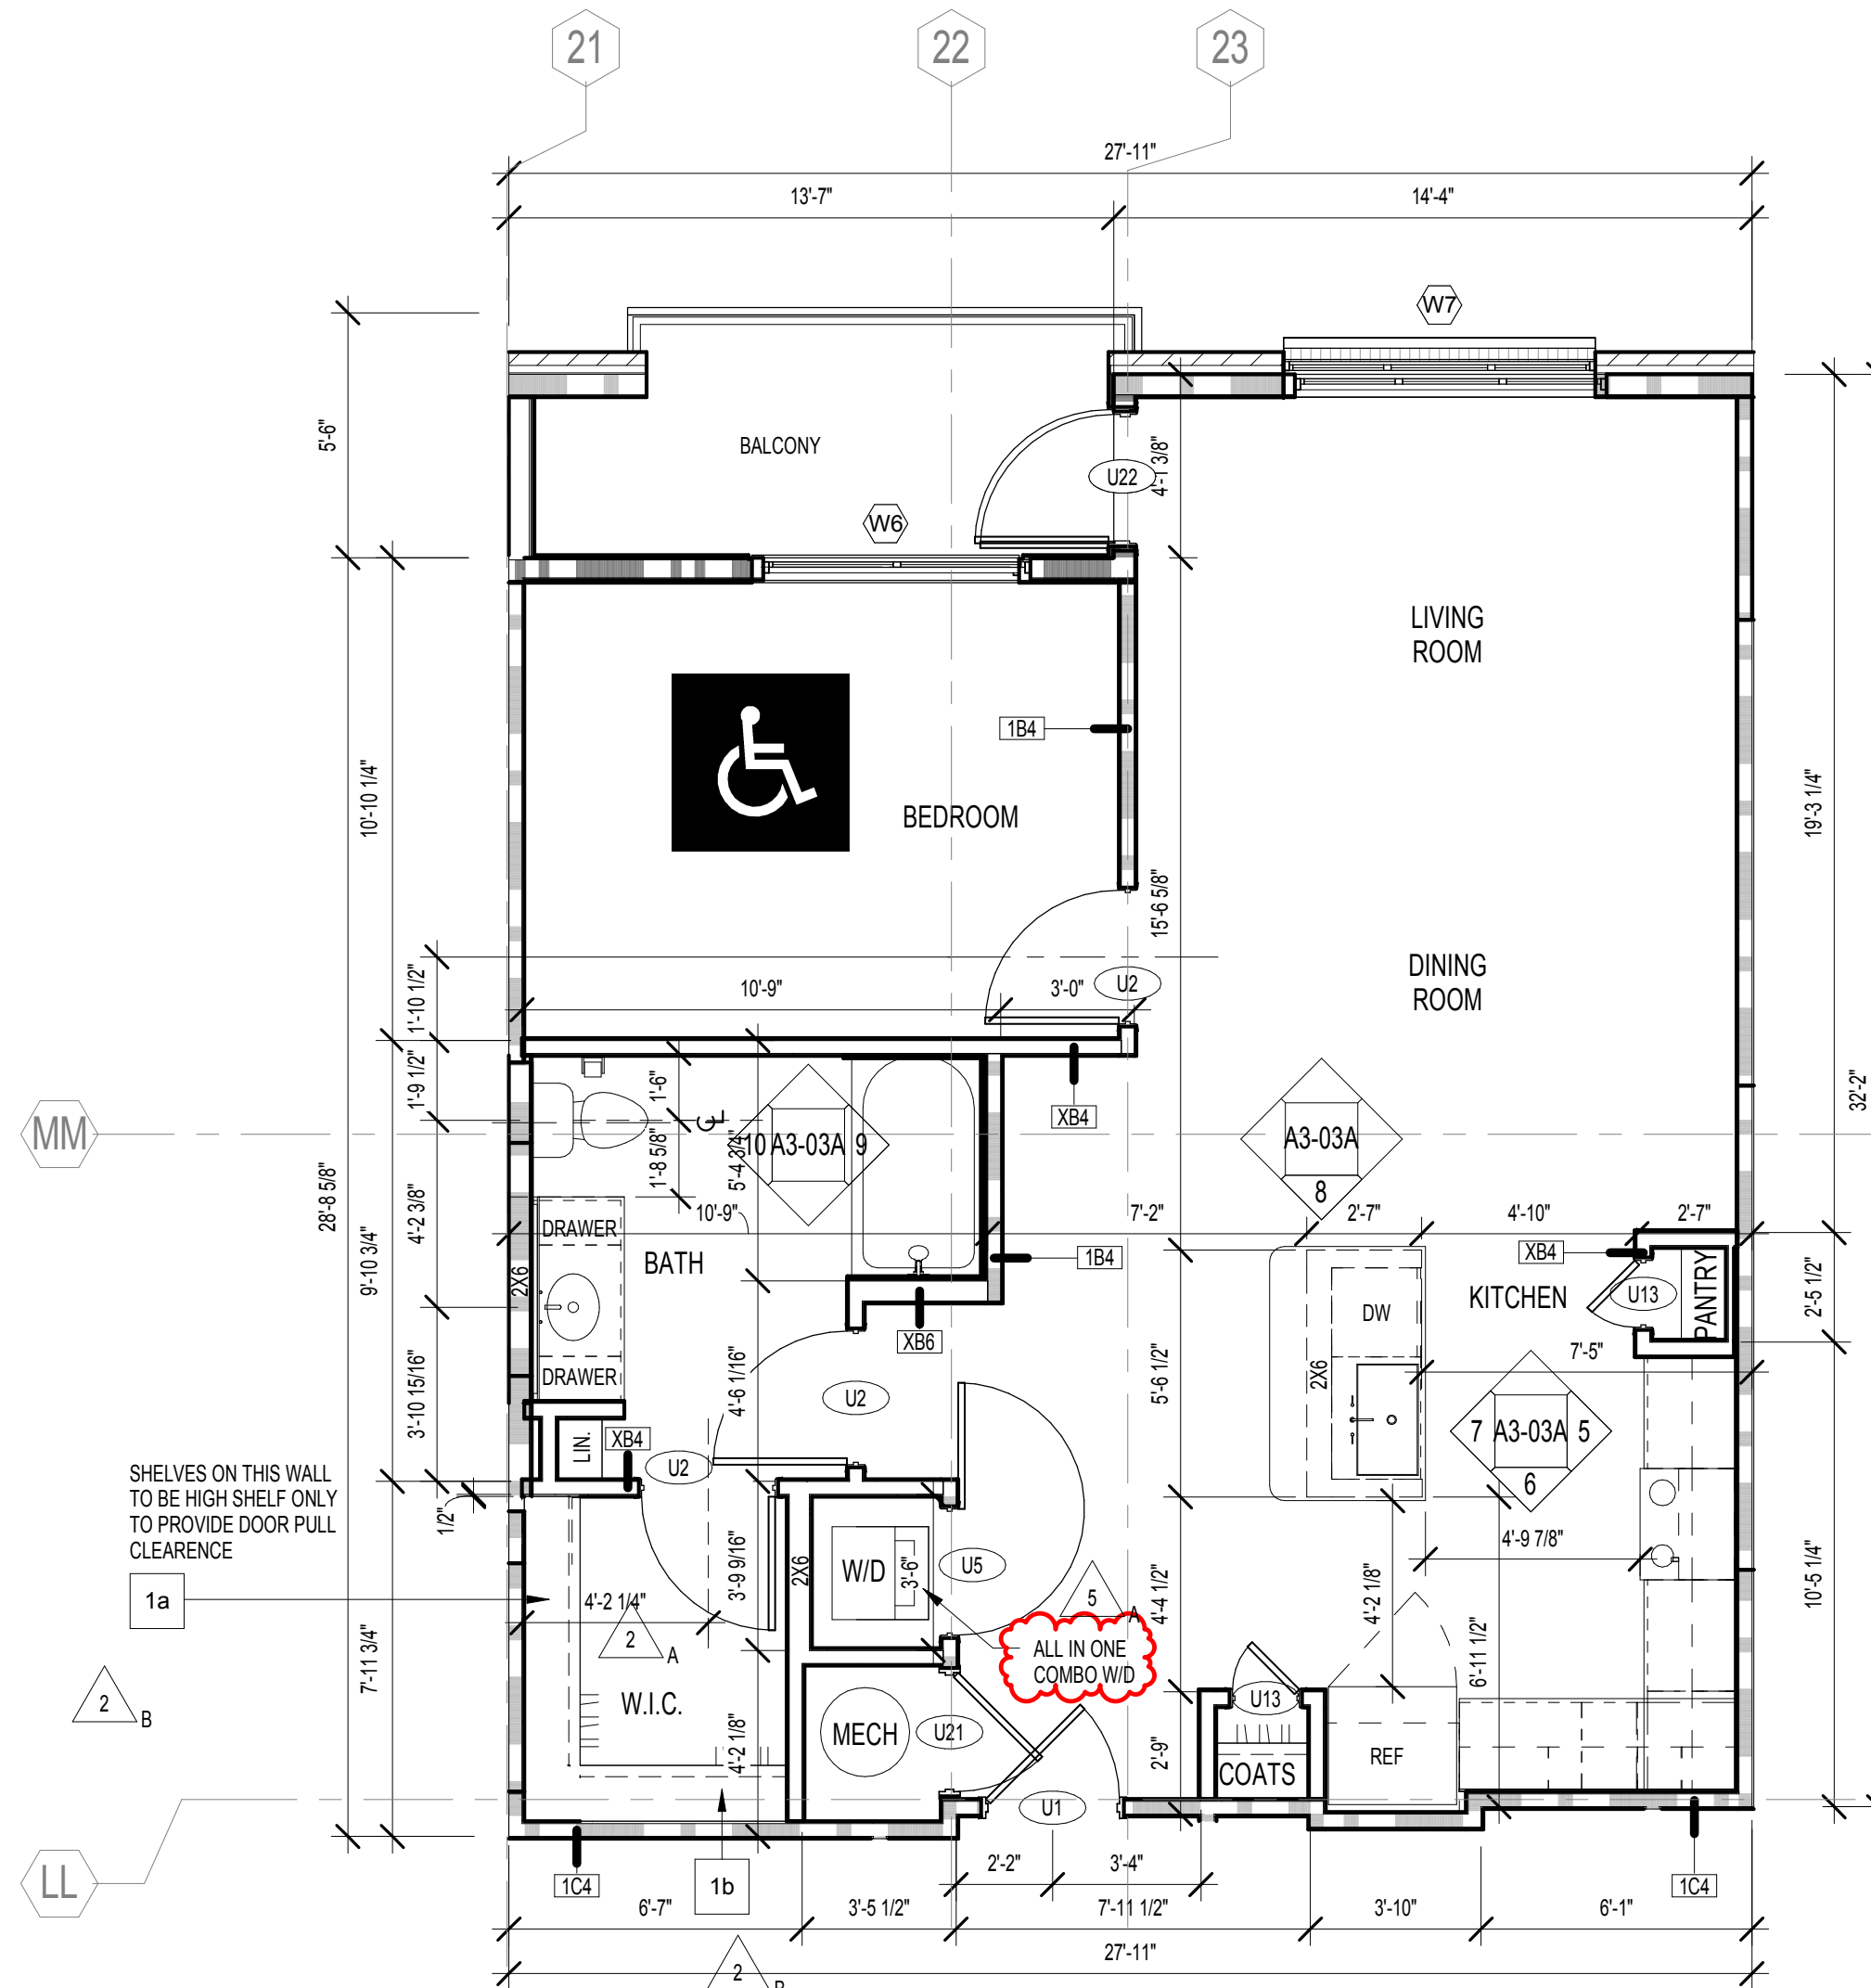 21
22
23
27'-11"
13'-7"
14'-4"
W7
5'-6"
BALCONY
U22
4'-1 3/8"
W6
LIVING
ROOM
1B4
BEDROOM
10'-10 1/4"
19'-3 1/4"
15'-6 5/8"
DINING
ROOM
1'-10 1/2"
10'-9"
3'-0"
U2
1'-9 1/2"
1'-6"
XB4
32'-2"
MM
CL
10 A3-03A 9
A3-03A
8
1'-8 5/8"
5'-4 3/4"
28'-8 5/8"
4'-2 3/8"
9'-10 3/4"
10'-9"
7'-2"
2'-7"
4'-10"
2'-7"
DRAWER
BATH
1B4
XB4
2X6
KITCHEN
U13
PANTRY
2'-5 1/2"
DW
XB6
DRAWER
7'-5"
3'-10 15/16"
4'-6 1/16"
U2
5'-6 1/2"
2X6
7 A3-03A 5
6
LIN.
XB4
U2
SHELVES ON THIS WALL
TO BE HIGH SHELF ONLY
TO PROVIDE DOOR PULL
CLEARENCE
1/2"
4'-9 7/8"
1a
4'-2 1/4"
3'-9 9/16"
2X6
W/D
3'-6"
U5
5
A
4'-4 1/2"
4'-2 1/8"
10'-5 1/4"
2
A
ALL IN ONE
COMBO W/D
6'-11 1/2"
2
B
7'-11 3/4"
W.I.C.
4'-2 1/8"
MECH
U21
U13
2'-9"
COATS
REF
U1
LL
1C4
1b
2'-2"
3'-4"
1C4
6'-7"
3'-5 1/2"
7'-11 1/2"
3'-10"
6'-1"
27'-11"
2
B